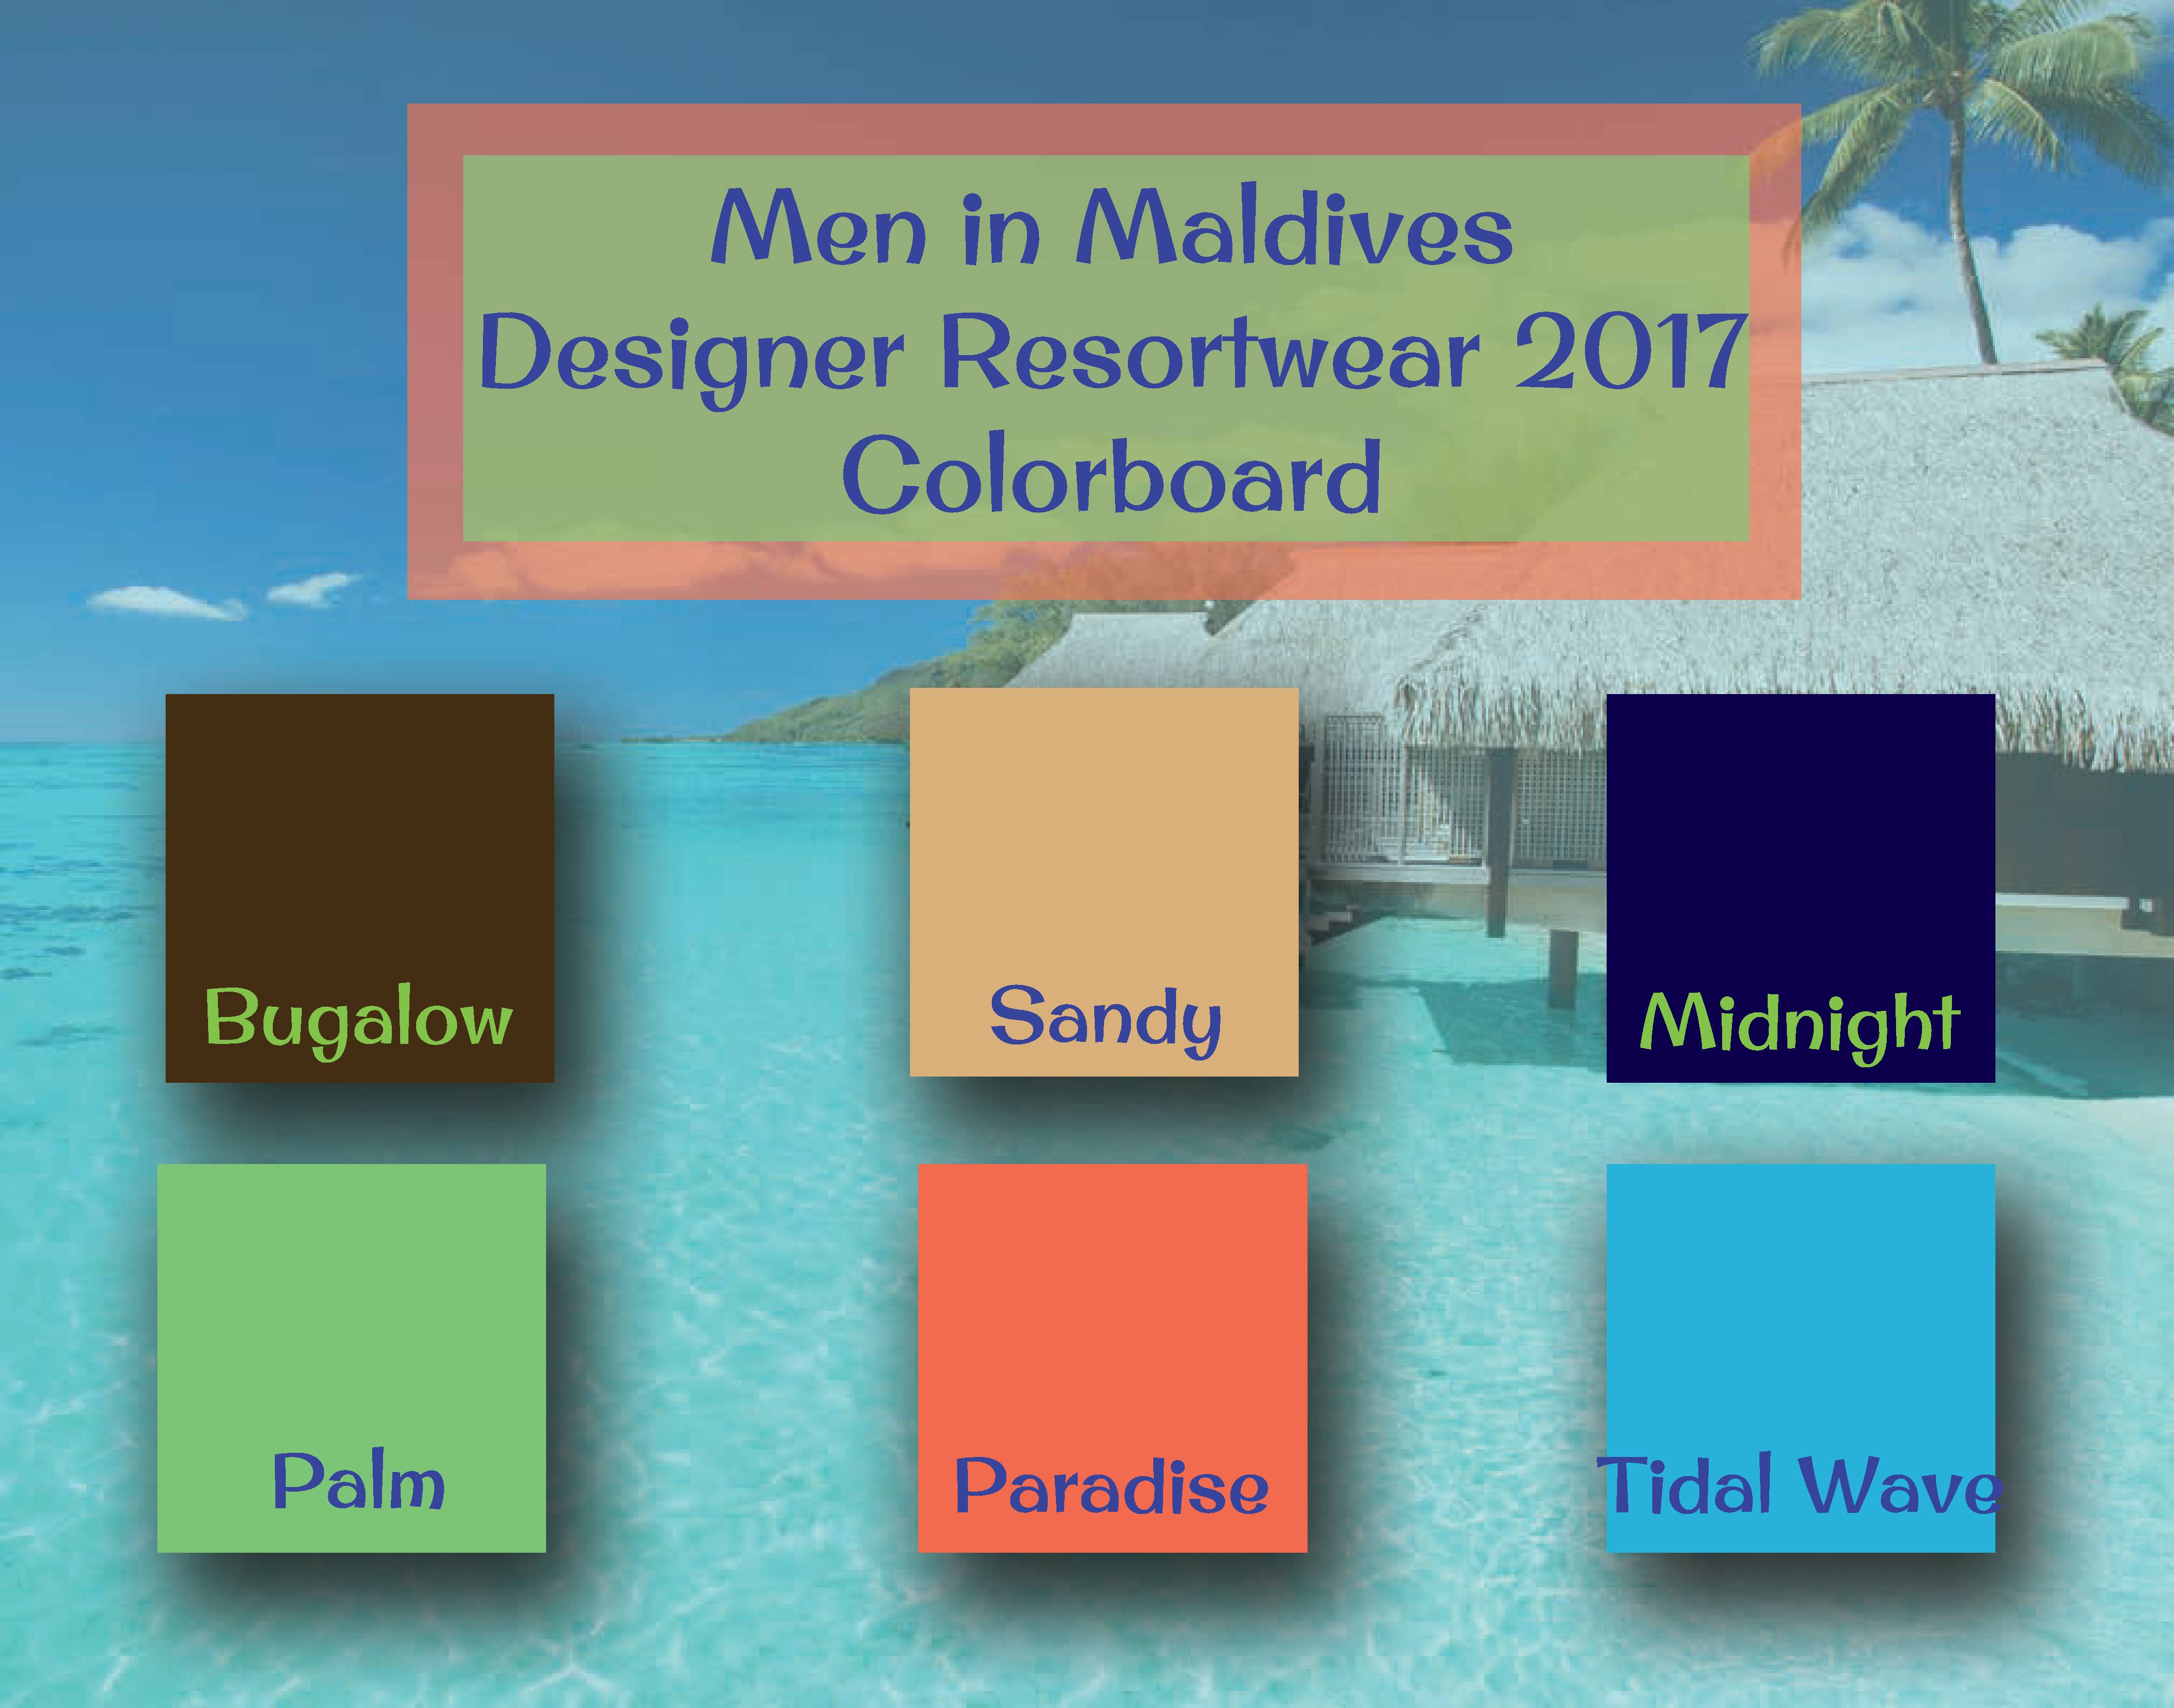 Men in Maldives
Designer Resortwear 2017
Colorboard
Bugalow
Sandy
Midnight
Palm
Paradise
Tidal Wave